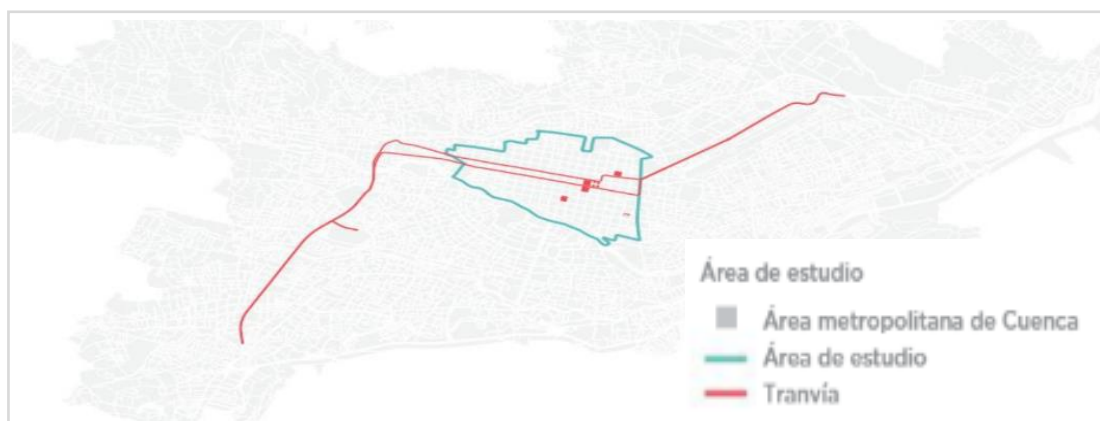 Área de estudio
Área metropolitana de Cuenca
Área de estudio
Tranvía